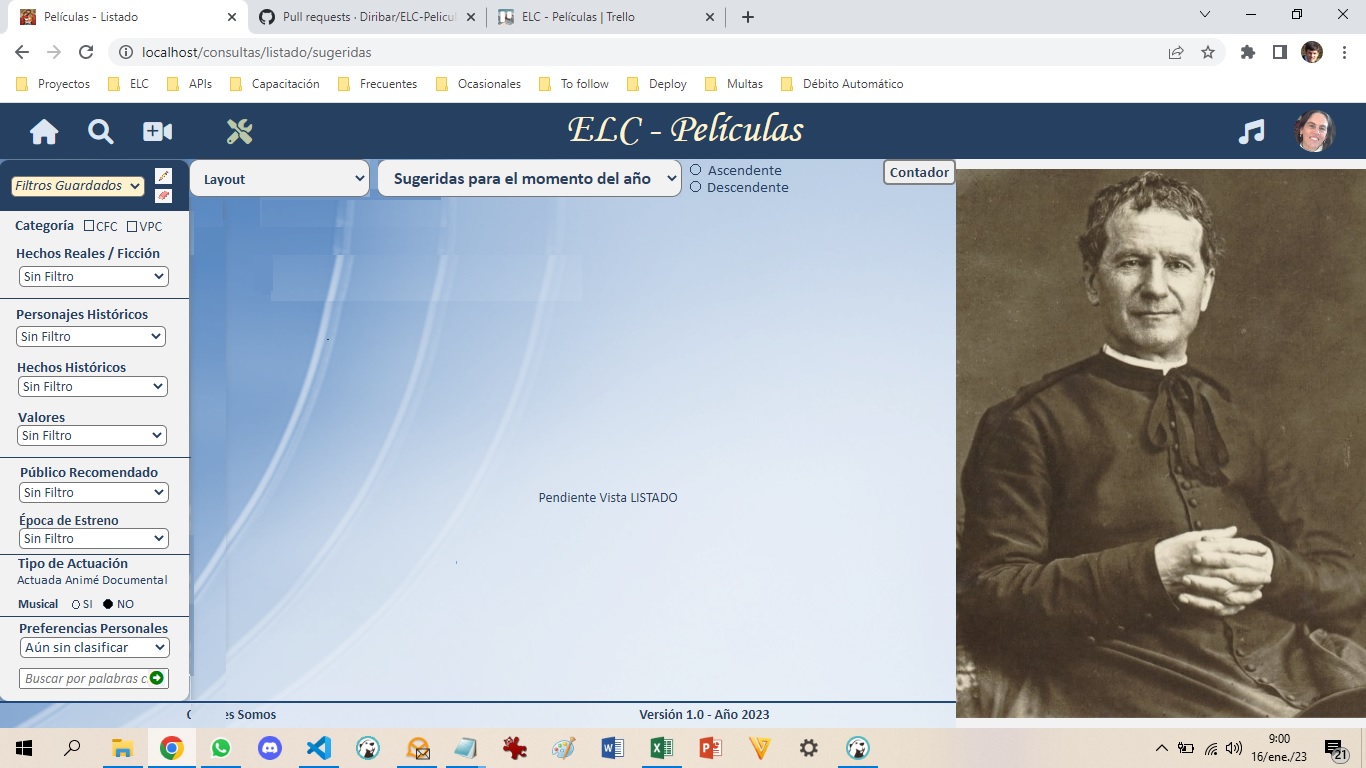 Películas - Listado
Pull requests · Diribar/ELC-Pelicul
ELC - Películas | Trello
localhost/consultas/listado/sugeridas
Proyectos
ELC
APIs
Capacitación
Frecuentes
Ocasionales
To follow
Deploy
Multas
Débito Automático
ELC - Películas
Filtros Guardados
Layout
Sugeridas para el momento del año
Ascendente
Descendente
Contador
Categoría CFC VPC
Hechos Reales / Ficción
Sin Filtro
Personajes Históricos
Sin Filtro
Hechos Históricos
Sin Filtro
Valores
Sin Filtro
Público Recomendado
Sin Filtro
Época de Estreno
Sin Filtro
Tipo de Actuación
Actuada Animé Documental
Musical SI NO
Preferencias Personales
Aún sin clasificar
Buscar por palabras c
Pendiente Vista LISTADO
Somos
Versión 1.0 - Año 2023
9:00
16/ene./23
21